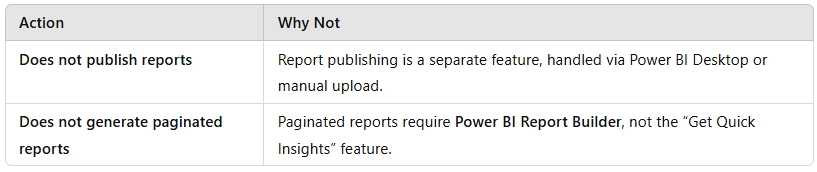 Action Why Not
Does not publish reports Report publishing is a separate feature, handled via Power BI Desktop or
manual upload.
Does not generate paginated Paginated reports require Power BI Report Builder, not the “Get Quick
reports Insights” feature.